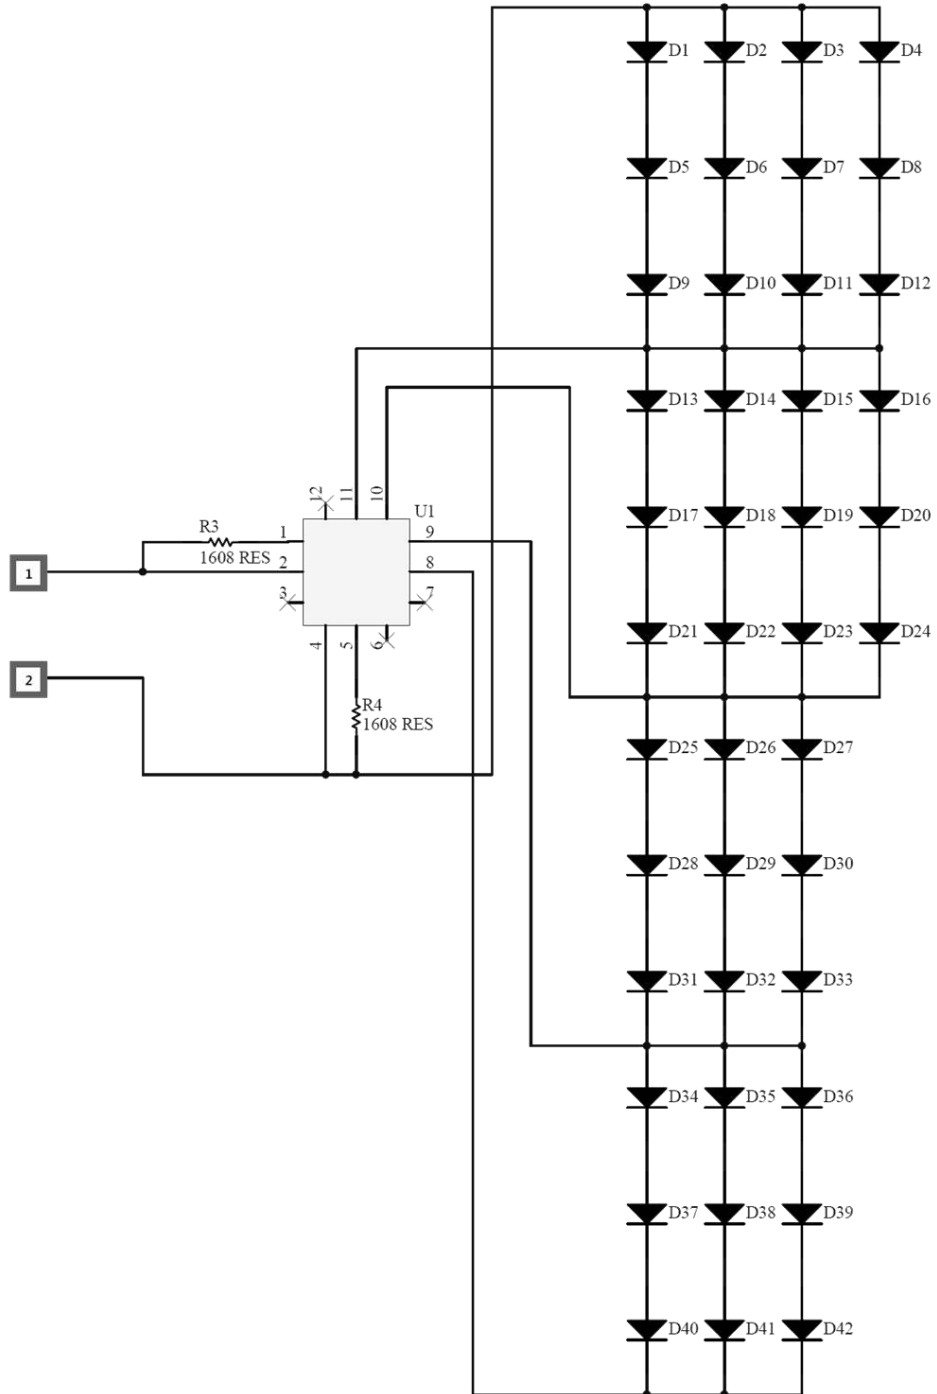 D1 D2 D3 D4
D5 D6 D7 D8
D9 D10 D11 D12
D13 D14 D15 D16
12 11 10
U1
R3
1 9
1608 RES
D17 D18 D19 D20
1 2 8
3 7
4 5 6
D21 D22 D23 D24
2
R4
1608 RES
D25 D26 D27
D28 D29 D30
D31 D32 D33
D34 D35 D36
D37 D38 D39
D40 D41 D42